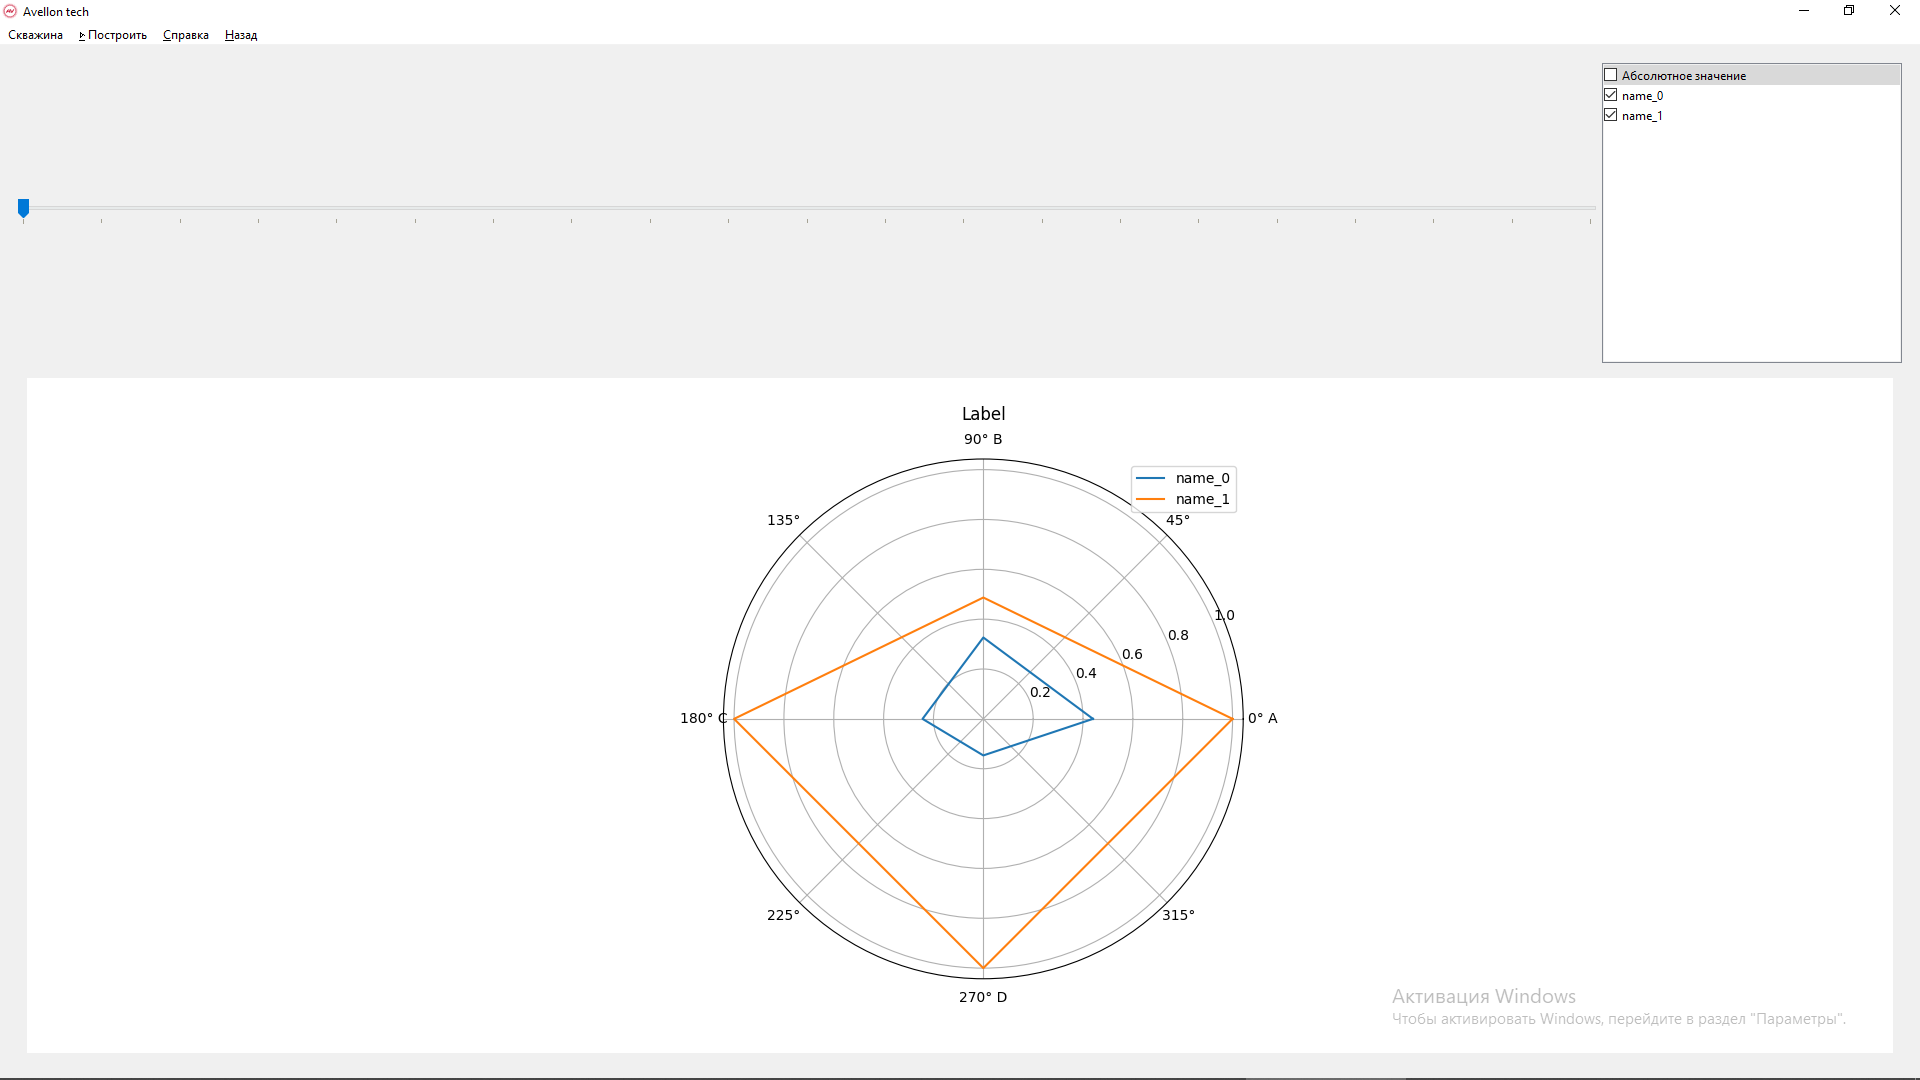 Avellon tech
Скважина Построить Справка Назад
Абсолютное значение
name_0
name_1
Label
90° B
name_0
name_1
135°
45°
1.0
0.8
0.6
0.4
0.2
180° C
0° A
225°
315°
270° D
Активация Windows
Чтобы активировать Windows, перейдите в раздел "Параметры".